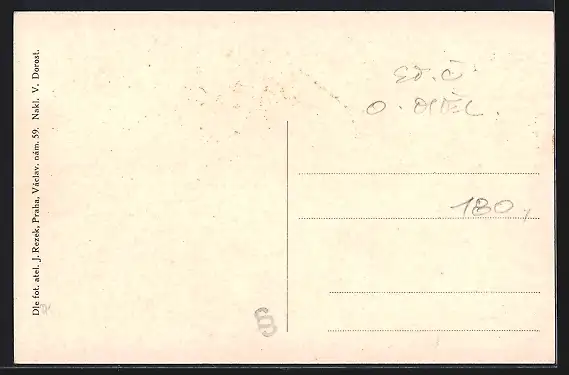 Dle fot. atel. J. Rezek, Praha, Václav. nám. 59. Nakl. V. Dorost.
180,